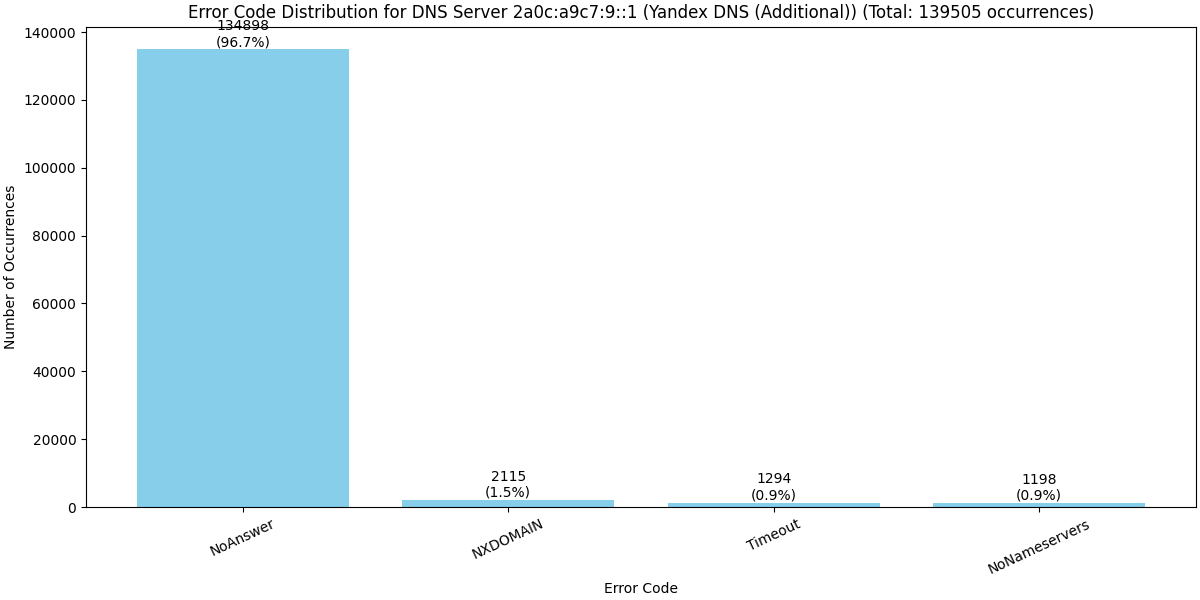 Error Code Distribution for DNS Server 2a0c:a9c7:9::1 (Yandex DNS (Additional)) (Total: 139505 occurrences)
134898
(96.7%)
140000
120000
100000
80000
60000
40000
20000
0
Number of Occurrences
2115
(1.5%)
1294
(0.9%)
1198
(0.9%)
NoAnswer
NXDOMAIN
Timeout
NoNameservers
Error Code